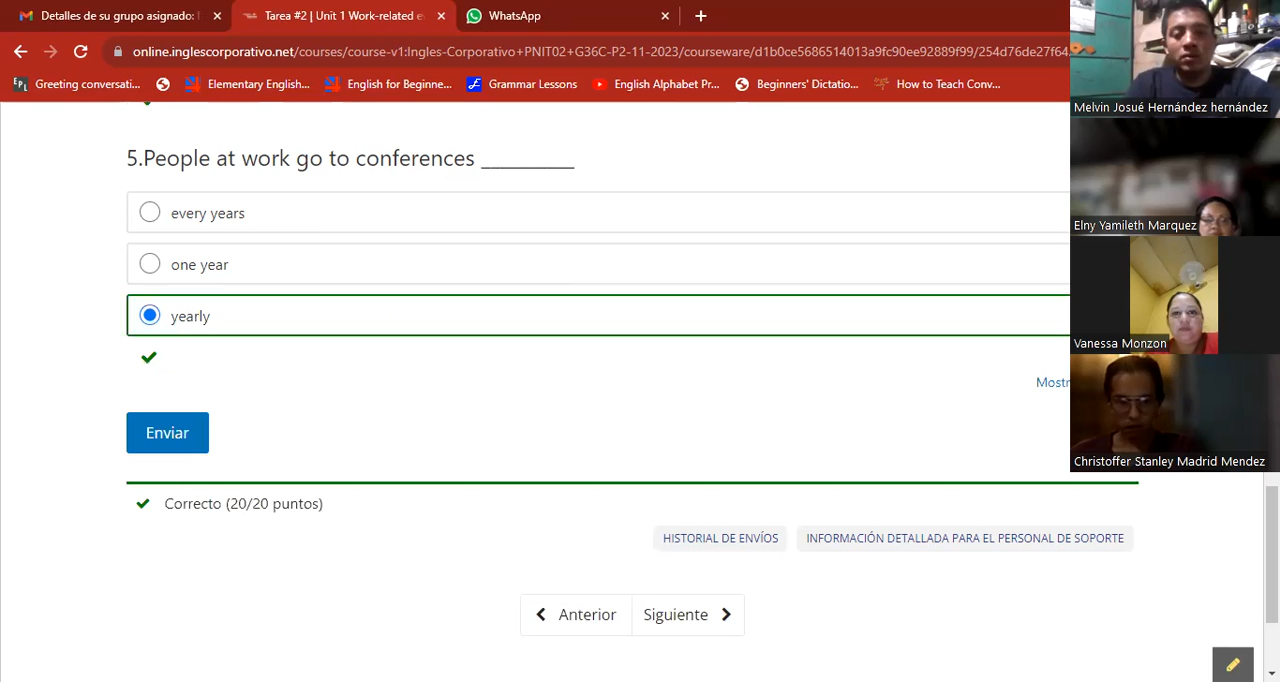 Detalles de su grupo asignado:
Tarea #2 | Unit 1 Work-related e
WhatsApp
online.inglescorporativo.net/courses/course-v1:Ingles-Corporativo+PNIT02+G36C-P2-11-2023/courseware/d1b0ce5686514013a9fc90ee92889f99/254d76de27f64
Greeting conversati...
Elementary English...
English for Beginne...
Grammar Lessons
English Alphabet Pr...
Beginners' Dictatio...
How to Teach Conv...
Melvin Josué Hernández hernández
5.People at work go to conferences __________
every years
Elny Yamileth Marquez
one year
yearly
Vanessa Monzon
Mostr
Enviar
Christoffer Stanley Madrid Mendez
Correcto (20/20 puntos)
HISTORIAL DE ENVÍOS
INFORMACIÓN DETALLADA PARA EL PERSONAL DE SOPORTE
Anterior
Siguiente